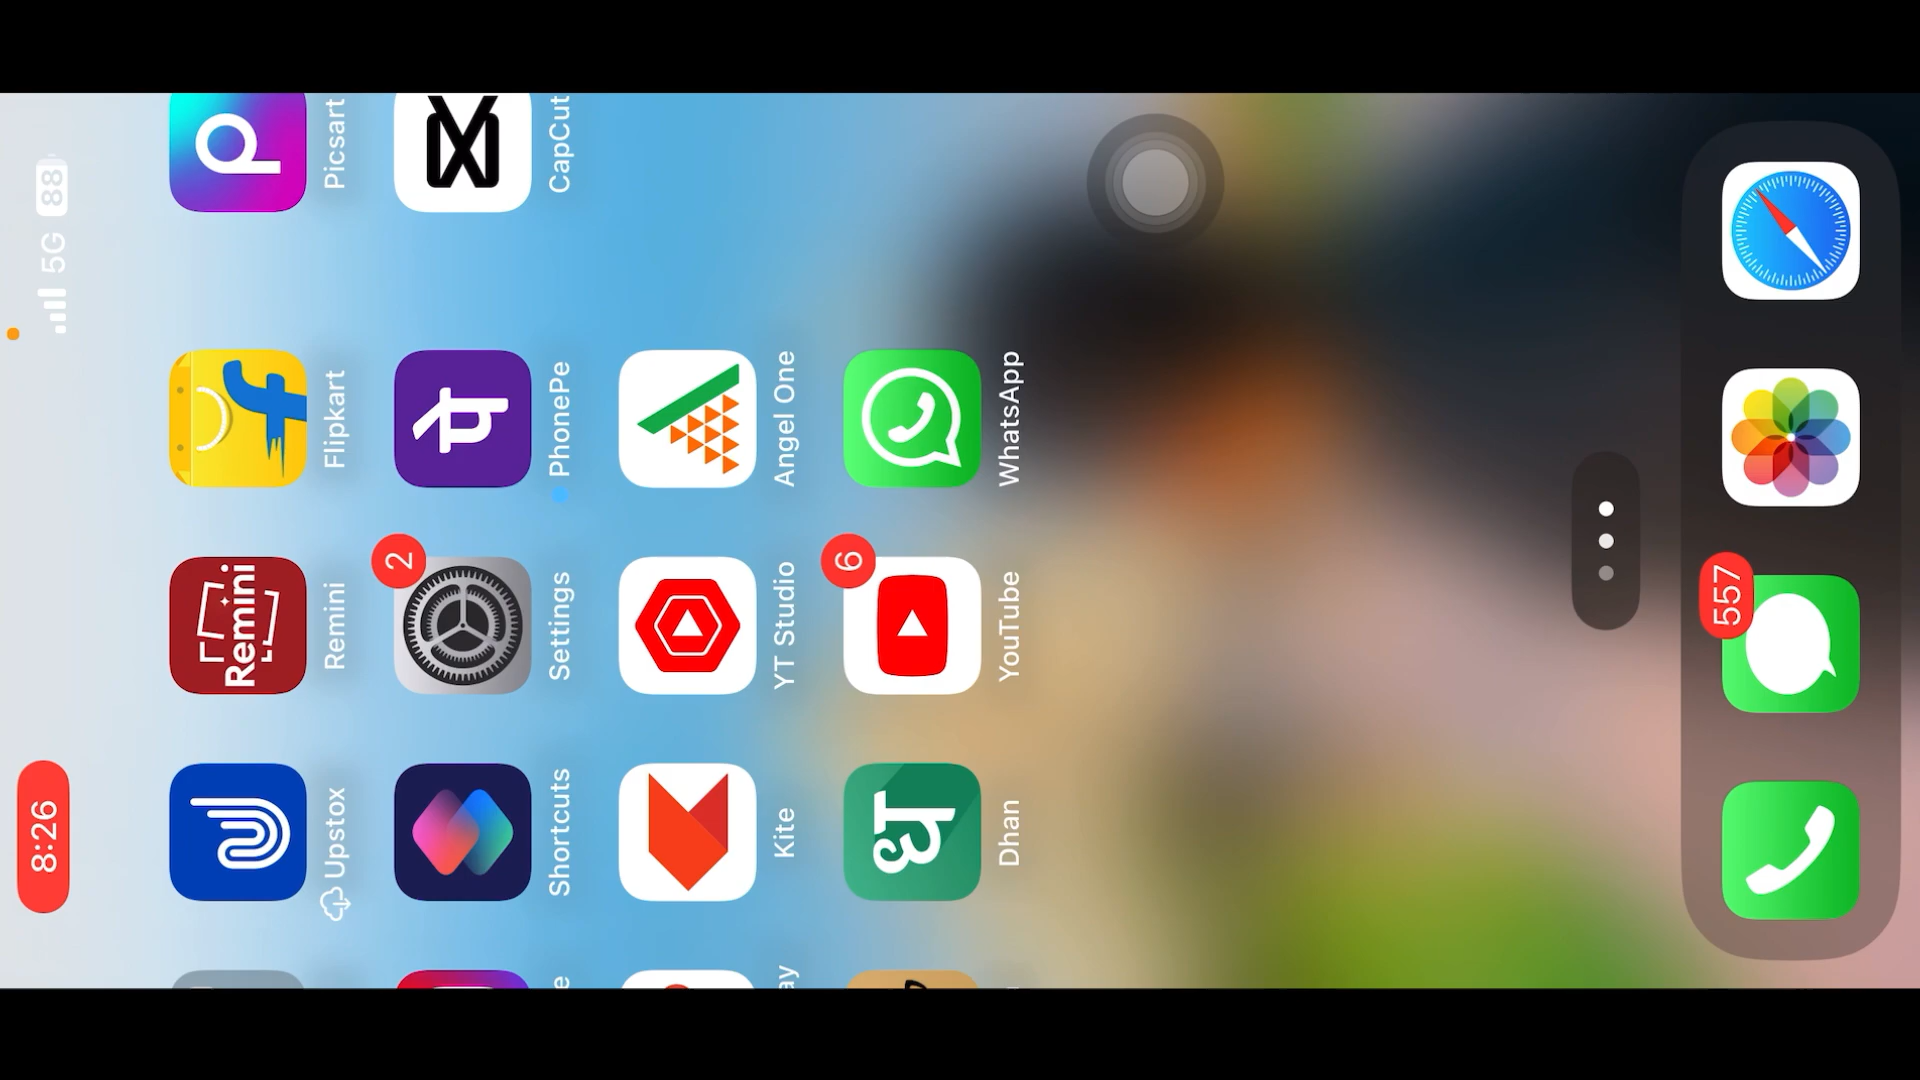 8:26 5G 88
Remini
Upstox Remini Flipkart Picsart
2
पे
Shortcuts Settings PhonePe CapCut
Kite YT Studio Angel One
6
ध
Dhan YouTube WhatsApp
557